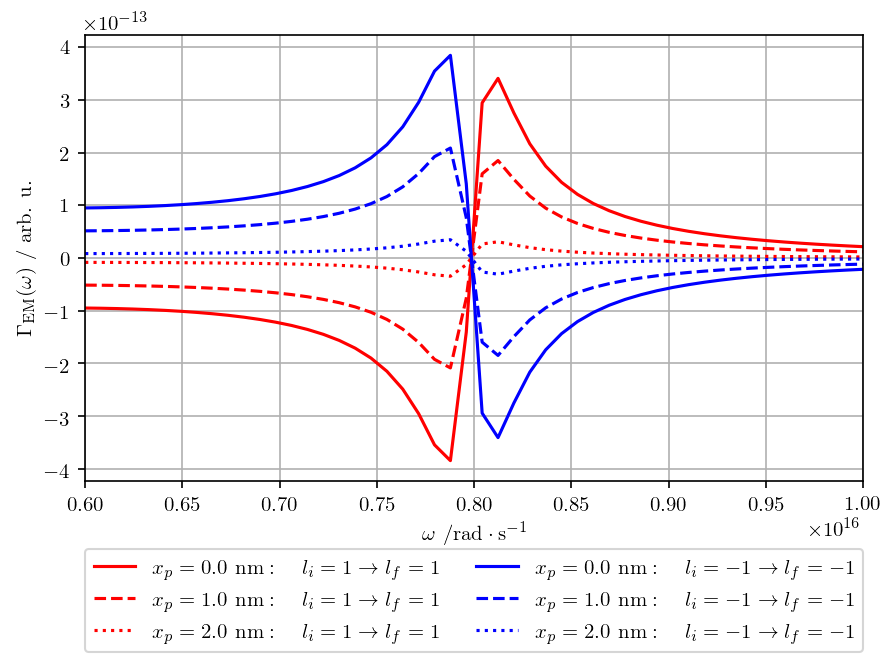 ×10⁻¹³
4
3
2
1
0
−1
−2
−3
−4
Γ_EM(ω) / arb. u.
0.60 0.65 0.70 0.75 0.80 0.85 0.90 0.95 1.00
ω /rad · s⁻¹
×10¹⁶
x_p = 0.0 nm : l_i = 1 → l_f = 1 x_p = 0.0 nm : l_i = −1 → l_f = −1
x_p = 1.0 nm : l_i = 1 → l_f = 1 x_p = 1.0 nm : l_i = −1 → l_f = −1
x_p = 2.0 nm : l_i = 1 → l_f = 1 x_p = 2.0 nm : l_i = −1 → l_f = −1